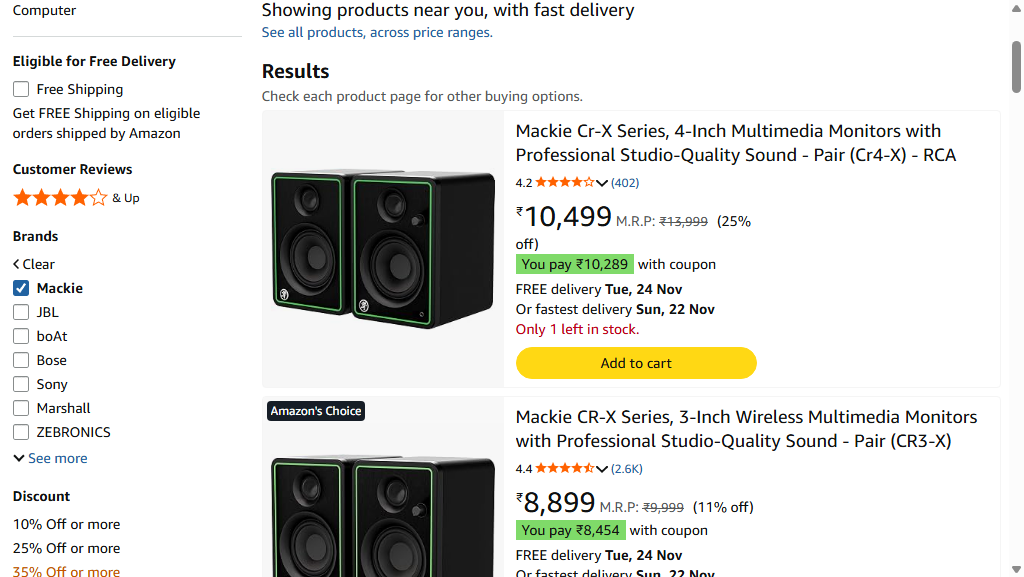 Computer
Eligible for Free Delivery
Free Shipping
Get FREE Shipping on eligible
orders shipped by Amazon
Customer Reviews
& Up
Brands
Clear
Mackie
JBL
boAt
Bose
Sony
Marshall
ZEBRONICS
See more
Discount
10% Off or more
25% Off or more
35% Off or more
Showing products near you, with fast delivery
See all products, across price ranges.
Results
Check each product page for other buying options.
Mackie Cr-X Series, 4-Inch Multimedia Monitors with
Professional Studio-Quality Sound - Pair (Cr4-X) - RCA
4.2 (402)
₹10,499 M.R.P: ₹13,999 (25%
off)
You pay ₹10,289 with coupon
FREE delivery Tue, 24 Nov
Or fastest delivery Sun, 22 Nov
Only 1 left in stock.
Add to cart
Amazon's Choice
Mackie CR-X Series, 3-Inch Wireless Multimedia Monitors
with Professional Studio-Quality Sound - Pair (CR3-X)
4.4 (2.6K)
₹8,899 M.R.P: ₹9,999 (11% off)
You pay ₹8,454 with coupon
FREE delivery Tue, 24 Nov
Or fastest delivery Sun, 22 Nov